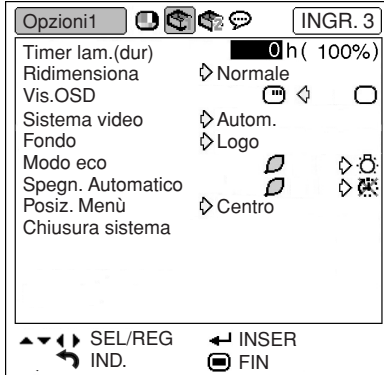 Opzioni1 INGR. 3
Timer lam.(dur) 0 h ( 100%)
Ridimensiona Normale
Vis.OSD
Sistema video Autom.
Fondo Logo
Modo eco
Spegn. Automatico
Posiz. Menù Centro
Chiusura sistema
SEL/REG INSER
IND. FIN